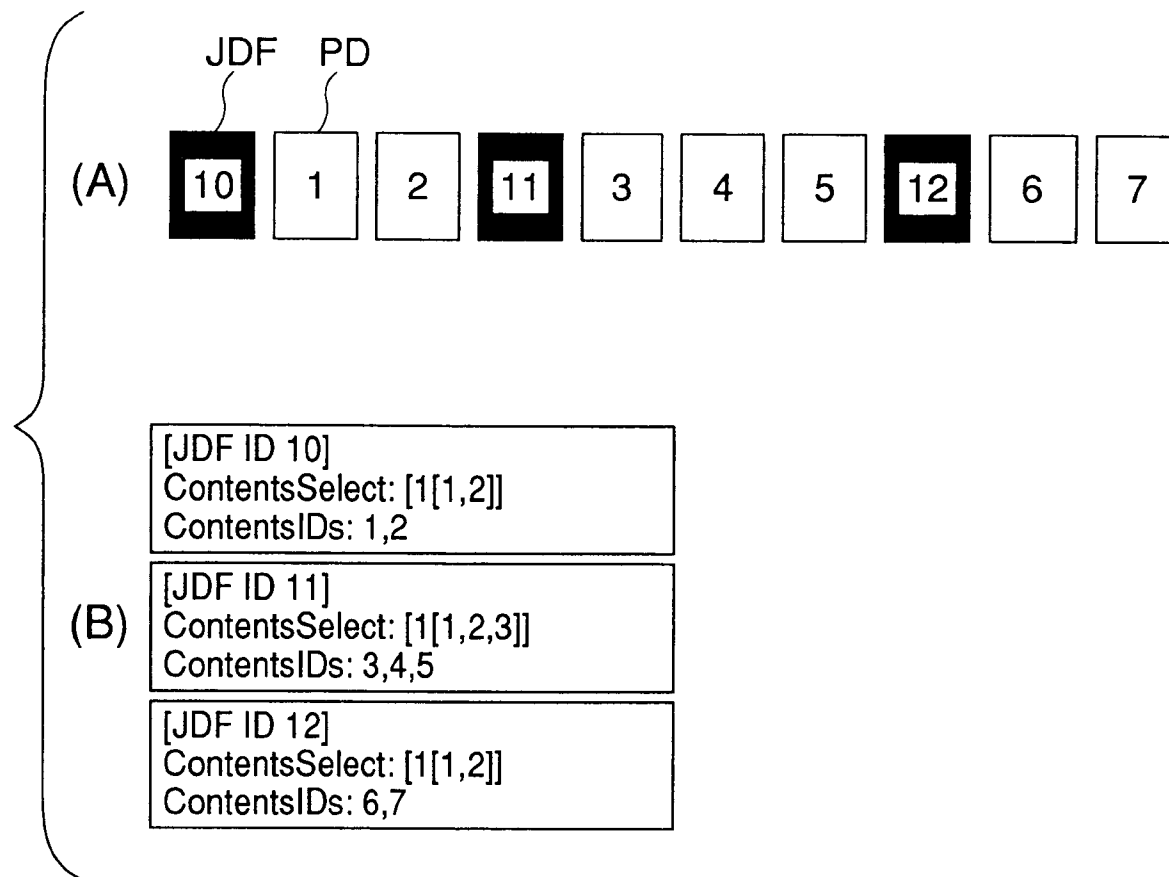 JDF PD
(A) 10 1 2 11 3 4 5 12 6 7
[JDF ID 10]
ContentsSelect: [1[1,2]]
ContentsIDs: 1,2
(B)
[JDF ID 11]
ContentsSelect: [1[1,2,3]]
ContentsIDs: 3,4,5
[JDF ID 12]
ContentsSelect: [1[1,2]]
ContentsIDs: 6,7